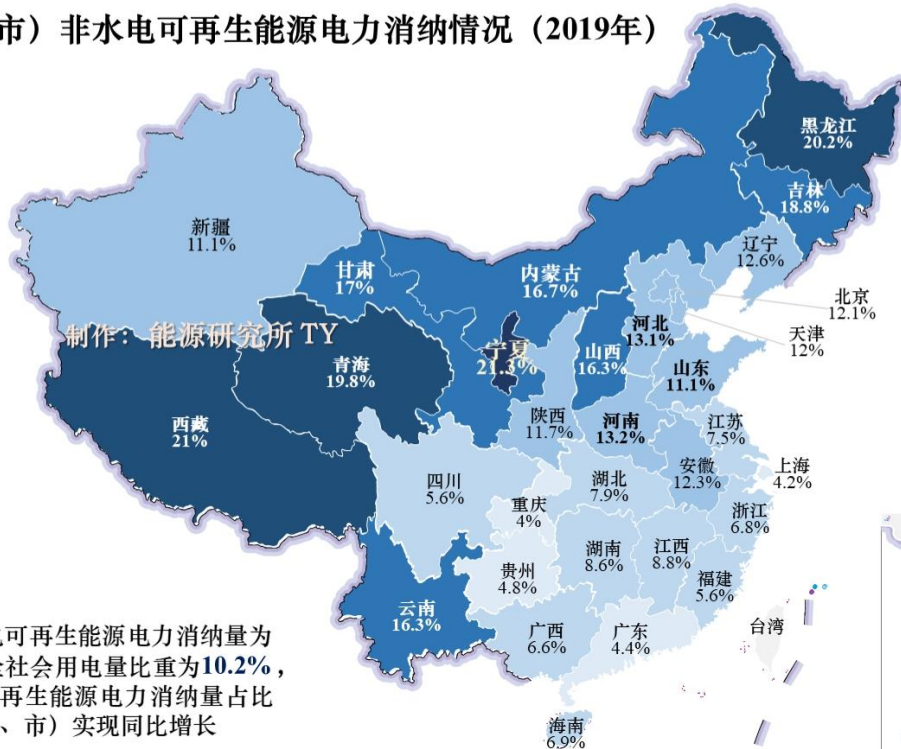 市）非水电可再生能源电力消纳情况（2019年）
黑龙江
20.2%
吉林
18.8%
新疆
11.1%
辽宁
12.6%
甘肃
17%
内蒙古
16.7%
北京
12.1%
天津
12%
河北
13.1%
制作：能源研究所 TY
宁夏
21.3%
山西
16.3%
青海
19.8%
山东
11.1%
西藏
21%
陕西
11.7%
河南
13.2%
江苏
7.5%
安徽
12.3%
上海
4.2%
四川
5.6%
湖北
7.9%
重庆
4%
浙江
6.8%
湖南
8.6%
江西
8.8%
贵州
4.8%
福建
5.6%
云南
16.3%
广西
6.6%
广东
4.4%
台湾
海南
6.9%
可再生能源电力消纳量为
社会用电量比重为10.2%，
再生能源电力消纳量占比
、市）实现同比增长